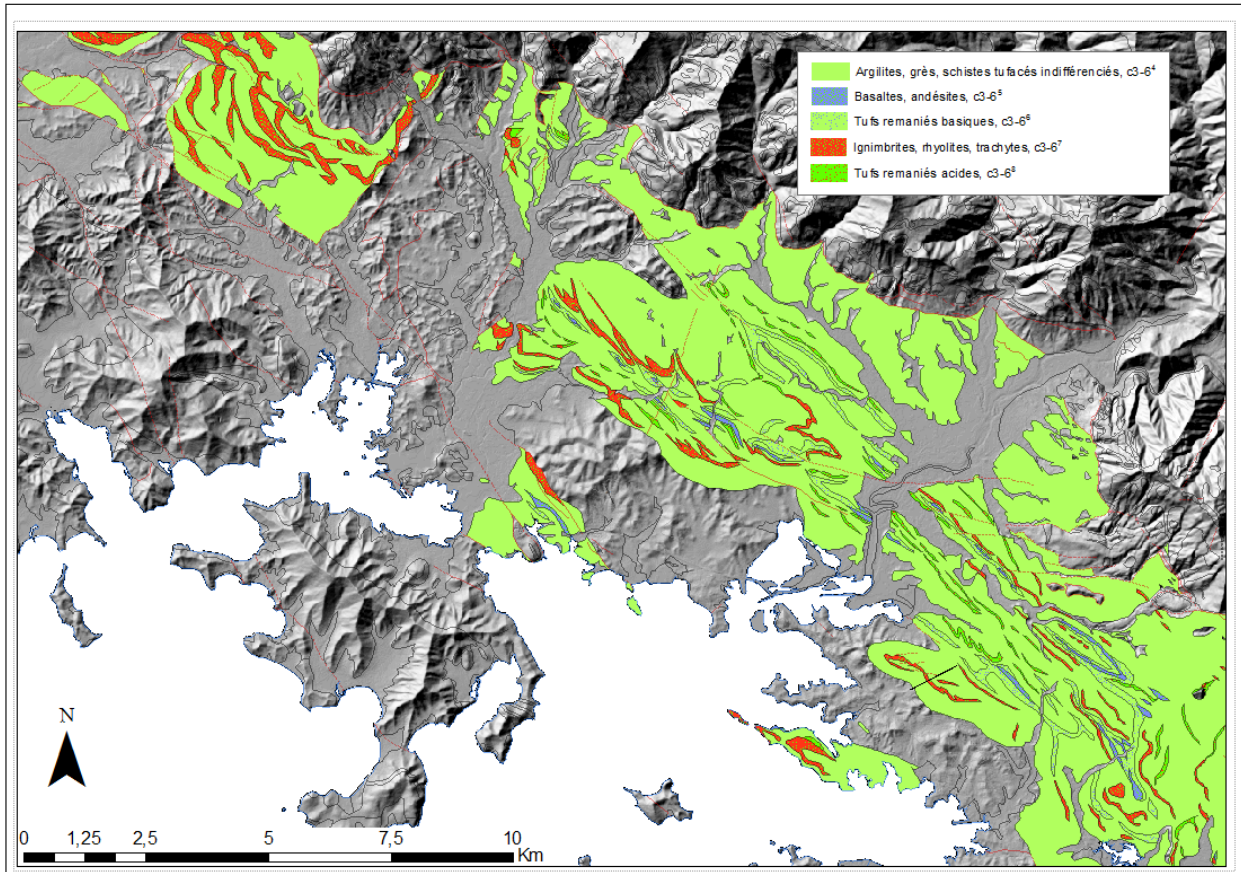 Argilites, grès, schistes tufacés indifférenciés, c3-6⁴
Basaltes, andésites, c3-6⁵
Tufs remaniés basiques, c3-6⁶
Ignimbrites, rhyolites, trachytes, c3-6⁷
Tufs remaniés acides, c3-6⁸
N
0 1,25 2,5 5 7,5 10
Km